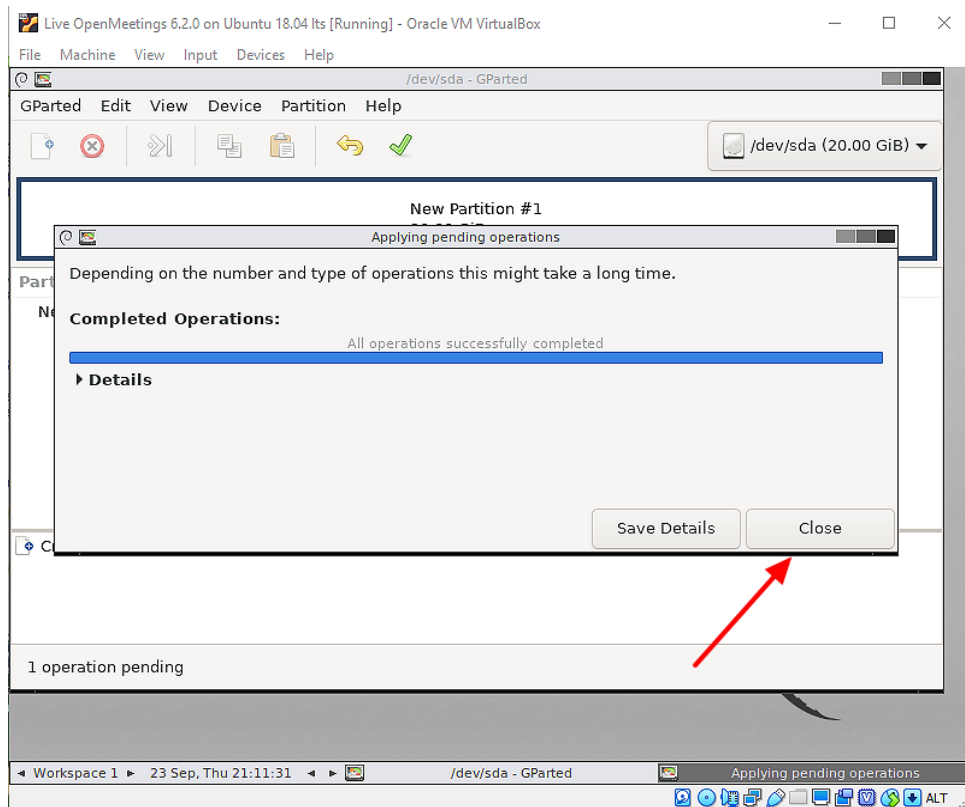 Live OpenMeetings 6.2.0 on Ubuntu 18.04 lts [Running] - Oracle VM VirtualBox
File Machine View Input Devices Help
/dev/sda - GParted
GParted Edit View Device Partition Help
/dev/sda (20.00 GiB)
New Partition #1
Applying pending operations
Part
Depending on the number and type of operations this might take a long time.
Ne
Completed Operations:
All operations successfully completed
Details
Save Details Close
1 operation pending
Workspace 1 23 Sep, Thu 21:11:31 /dev/sda - GParted Applying pending operations
ALT